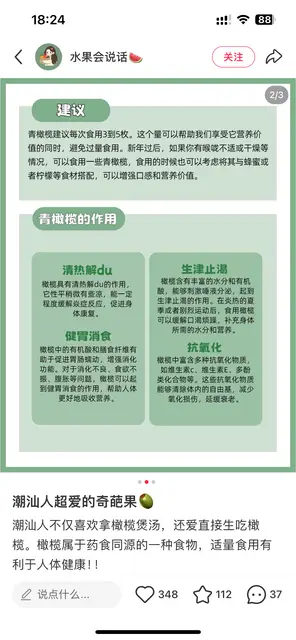 18:24
88
水果会说话🍉
关注
2/3
建议
青橄榄建议每次食用3到5枚。这个量可以帮助我们享受它营养价
值的同时，避免过量食用。新年过后，如果你有喉咙不适或干燥等
情况，可以食用一些青橄榄，食用的时候也可以考虑将其与蜂蜜或
者柠檬等食材搭配，可以增强口感和营养价值。
青橄榄的作用
清热解du
橄榄具有清热解毒的作用，
它性平稍微有些凉，能一定
程度缓解炎症反应，促进身
体康复。
健胃消食
橄榄中的有机酸和膳食纤维有
助于促进胃肠蠕动，增强消化
功能。对于消化不良、食欲不
振、腹胀等问题，橄榄可以起
到健胃消食的作用，帮助人体
更好地吸收营养。
生津止渴
橄榄含有丰富的水分和有机
酸，能够刺激唾液分泌，起到
生津止渴的作用。在炎热的夏
季或者剧烈运动后，食用橄榄
可以缓解口渴烦躁，补充身体
所需的水分和营养。
抗氧化
橄榄中富含多种抗氧化物质，
如维生素c、维生素E、多酚
类化合物等。这些抗氧化物质
能够清除体内的自由基，减少
氧化损伤，延缓衰老。
潮汕人超爱的奇葩果🫒
潮汕人不仅喜欢拿橄榄煲汤，还爱直接生吃橄
榄。橄榄属于药食同源的一种食物，适量食用有
利于人体健康！！
说点什么...
348
112
37